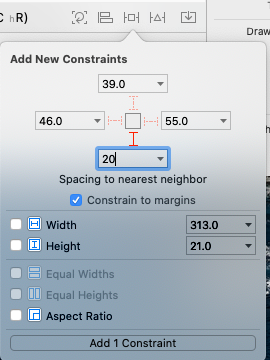 C hR)
Draw
Add New Constraints
39.0
46.0 55.0
20
Spacing to nearest neighbor
Constrain to margins
Width 313.0
Height 21.0
Equal Widths
Equal Heights
Aspect Ratio
Add 1 Constraint